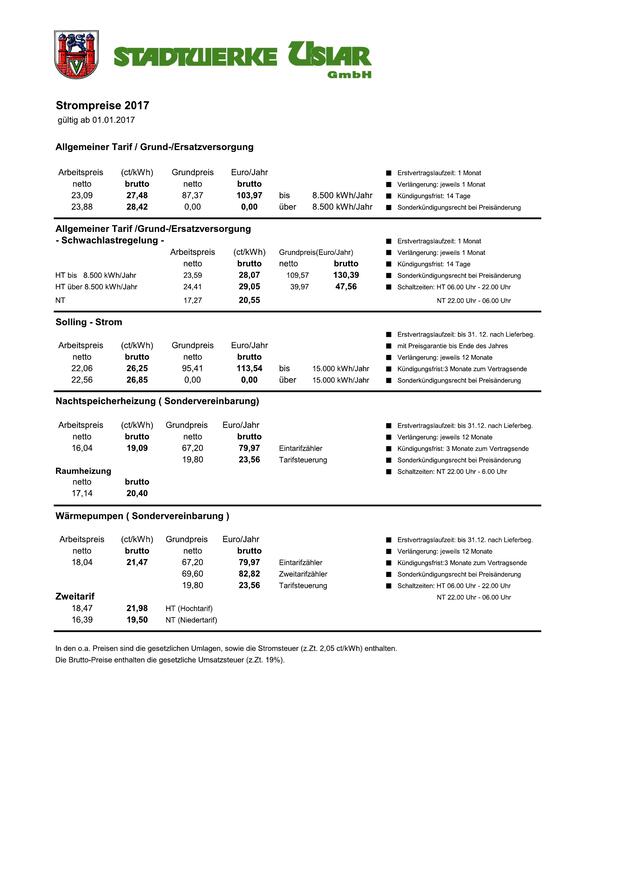 STADTWERKE USLAR
GmbH
Strompreise 2017
gültig ab 01.01.2017
Allgemeiner Tarif / Grund-/Ersatzversorgung
Arbeitspreis (ct/kWh) Grundpreis Euro/Jahr ■ Erstvertragslaufzeit: 1 Monat
netto brutto netto brutto ■ Verlängerung: jeweils 1 Monat
23,09 27,48 87,37 103,97 bis 8.500 kWh/Jahr ■ Kündigungsfrist: 14 Tage
23,88 28,42 0,00 0,00 über 8.500 kWh/Jahr ■ Sonderkündigungsrecht bei Preisänderung
Allgemeiner Tarif /Grund-/Ersatzversorgung
- Schwachlastregelung - ■ Erstvertragslaufzeit: 1 Monat
Arbeitspreis (ct/kWh) Grundpreis(Euro/Jahr) ■ Verlängerung: jeweils 1 Monat
netto brutto netto brutto ■ Kündigungsfrist: 14 Tage
HT bis 8.500 kWh/Jahr 23,59 28,07 109,57 130,39 ■ Sonderkündigungsrecht bei Preisänderung
HT über 8.500 kWh/Jahr 24,41 29,05 39,97 47,56 ■ Schaltzeiten: HT 06.00 Uhr - 22.00 Uhr
NT 17,27 20,55 NT 22.00 Uhr - 06.00 Uhr
Solling - Strom
■ Erstvertragslaufzeit: bis 31. 12. nach Lieferbeg.
Arbeitspreis (ct/kWh) Grundpreis Euro/Jahr ■ mit Preisgarantie bis Ende des Jahres
netto brutto netto brutto ■ Verlängerung: jeweils 12 Monate
22,06 26,25 95,41 113,54 bis 15.000 kWh/Jahr ■ Kündigungsfrist:3 Monate zum Vertragsende
22,56 26,85 0,00 0,00 über 15.000 kWh/Jahr ■ Sonderkündigungsrecht bei Preisänderung
Nachtspeicherheizung ( Sondervereinbarung)
Arbeitspreis (ct/kWh) Grundpreis Euro/Jahr ■ Erstvertragslaufzeit: bis 31.12. nach Lieferbeg.
netto brutto netto brutto ■ Verlängerung: jeweils 12 Monate
16,04 19,09 67,20 79,97 Eintarifzähler ■ Kündigungsfrist: 3 Monate zum Vertragsende
19,80 23,56 Tarifsteuerung ■ Sonderkündigungsrecht bei Preisänderung
Raumheizung ■ Schaltzeiten: NT 22.00 Uhr - 6.00 Uhr
netto brutto
17,14 20,40
Wärmepumpen ( Sondervereinbarung )
Arbeitspreis (ct/kWh) Grundpreis Euro/Jahr ■ Erstvertragslaufzeit: bis 31.12. nach Lieferbeg.
netto brutto netto brutto ■ Verlängerung: jeweils 12 Monate
18,04 21,47 67,20 79,97 Eintarifzähler ■ Kündigungsfrist:3 Monate zum Vertragsende
69,60 82,82 Zweitarifzähler ■ Sonderkündigungsrecht bei Preisänderung
19,80 23,56 Tarifsteuerung ■ Schaltzeiten: HT 06.00 Uhr - 22.00 Uhr
Zweitarif NT 22.00 Uhr - 06.00 Uhr
18,47 21,98 HT (Hochtarif)
16,39 19,50 NT (Niedertarif)
In den o.a. Preisen sind die gesetzlichen Umlagen, sowie die Stromsteuer (z.Zt. 2,05 ct/kWh) enthalten.
Die Brutto-Preise enthalten die gesetzliche Umsatzsteuer (z.Zt. 19%).